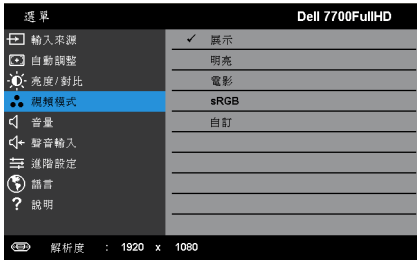 選單 Dell 7700FullHD
輸入來源 ✓ 展示
自動調整 明亮
亮度/對比 電影
視頻模式 sRGB
音量 自訂
聲音輸入
進階設定
語言
? 說明
解析度 : 1920 x 1080